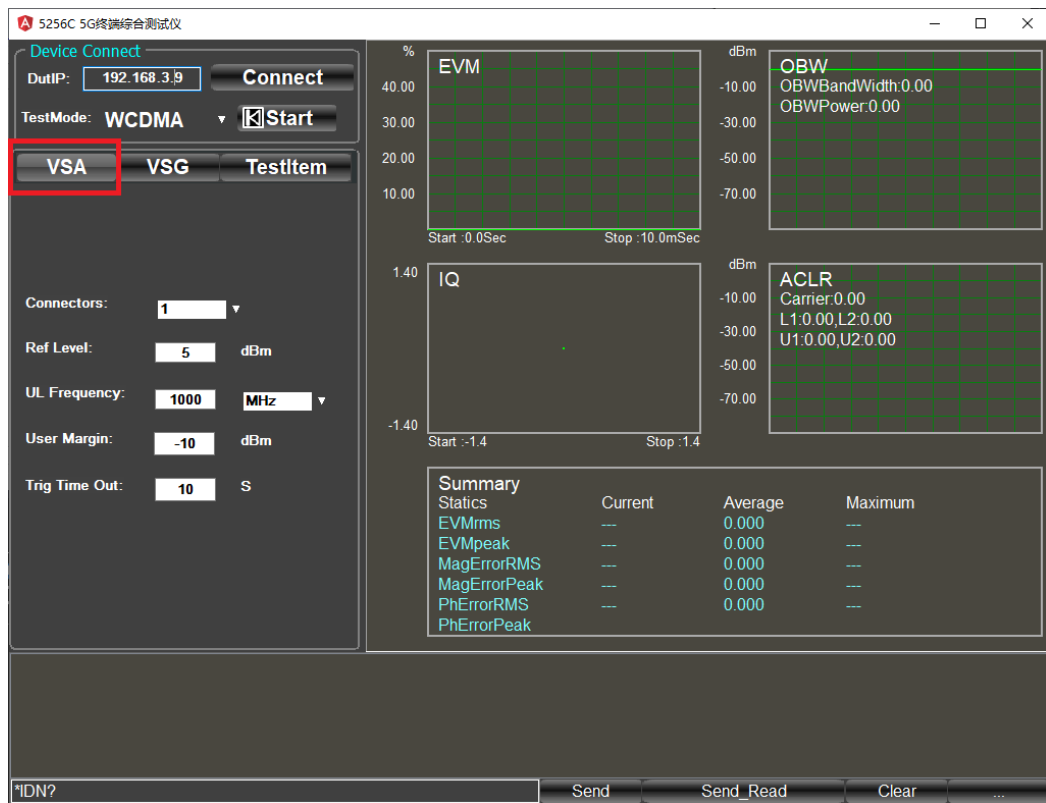 5256C 5G终端综合测试仪
Device Connect
DutIP: 192.168.3.9 Connect
TestMode: WCDMA Start
VSA VSG TestItem
Connectors: 1
Ref Level: 5 dBm
UL Frequency: 1000 MHz
User Margin: -10 dBm
Trig Time Out: 10 S
%
40.00
30.00
20.00
10.00
EVM
Start :0.0Sec Stop :10.0mSec
dBm
-10.00
-30.00
-50.00
-70.00
OBW
OBWBandWidth:0.00
OBWPower:0.00
1.40
-1.40
IQ
Start :-1.4 Stop :1.4
dBm
-10.00
-30.00
-50.00
-70.00
ACLR
Carrier:0.00
L1:0.00,L2:0.00
U1:0.00,U2:0.00
Summary
Statics Current Average Maximum
EVMrms --- 0.000 ---
EVMpeak --- 0.000 ---
MagErrorRMS --- 0.000 ---
MagErrorPeak --- 0.000 ---
PhErrorRMS --- 0.000 ---
PhErrorPeak
*IDN? Send Send_Read Clear ...